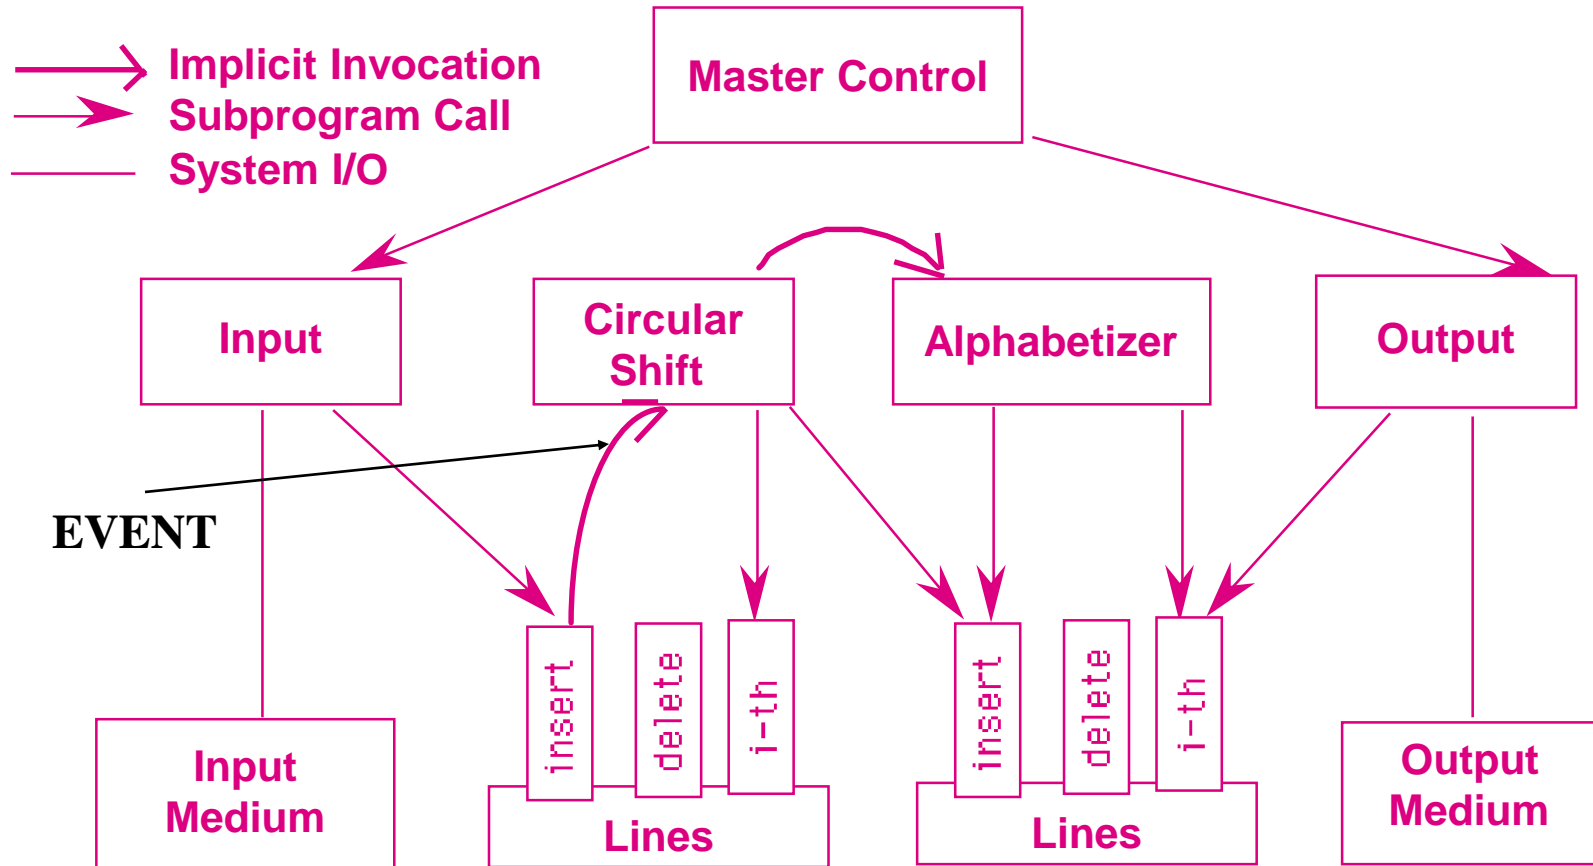 Implicit Invocation
Subprogram Call
System I/O
Master Control
Input
Circular
Shift
Alphabetizer
Output
EVENT
insert
delete
i-th
insert
delete
i-th
Input
Medium
Lines
Lines
Output
Medium